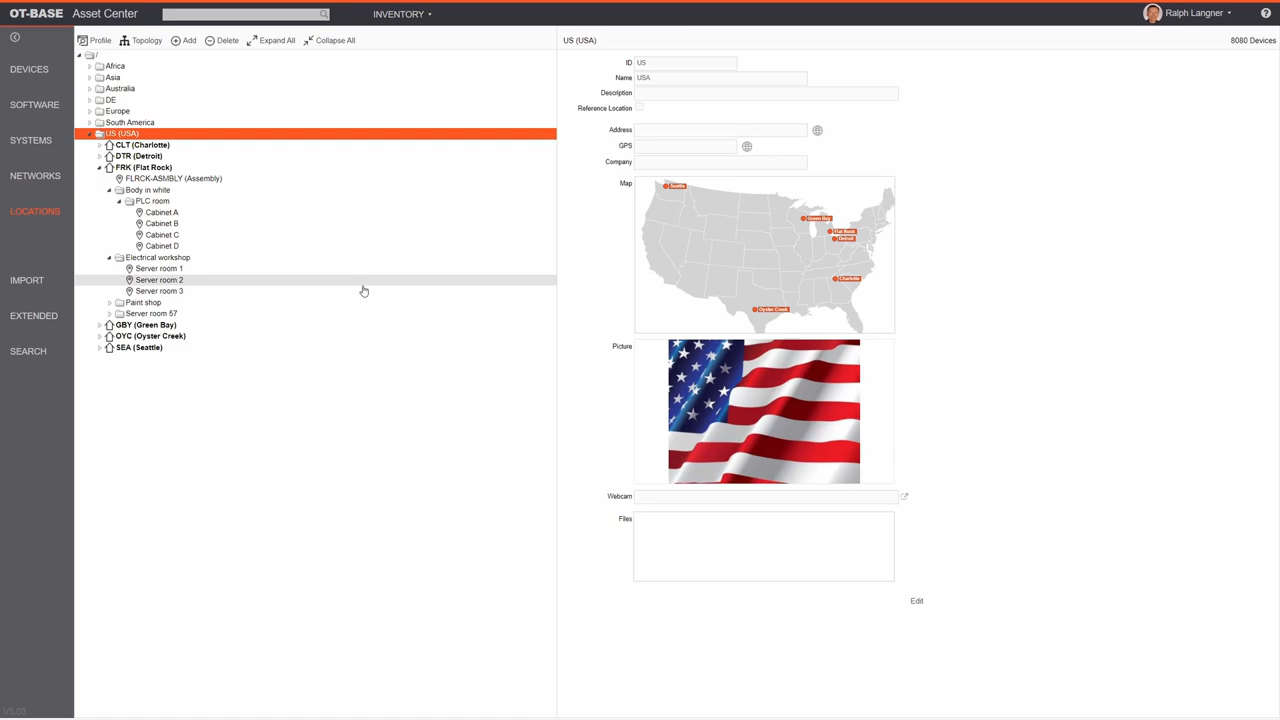 OT-BASE Asset Center
INVENTORY
Ralph Langner
?
DEVICES
SOFTWARE
SYSTEMS
NETWORKS
LOCATIONS
IMPORT
EXTENDED
SEARCH
V5.03
Profile Topology Add Delete Expand All Collapse All
/
Africa
Asia
Australia
DE
Europe
South America
US (USA)
CLT (Charlotte)
DTR (Detroit)
FRK (Flat Rock)
FLRCK-ASMBLY (Assembly)
Body in white
PLC room
Cabinet A
Cabinet B
Cabinet C
Cabinet D
Electrical workshop
Server room 1
Server room 2
Server room 3
Paint shop
Server room 57
GBY (Green Bay)
OYC (Oyster Creek)
SEA (Seattle)
US (USA) 8080 Devices
ID US
Name USA
Description
Reference Location
Address
GPS
Company
Map
Seattle
Green Bay
Flat Rock
Detroit
Charlotte
Oyster Creek
Picture
Webcam
Files
Edit